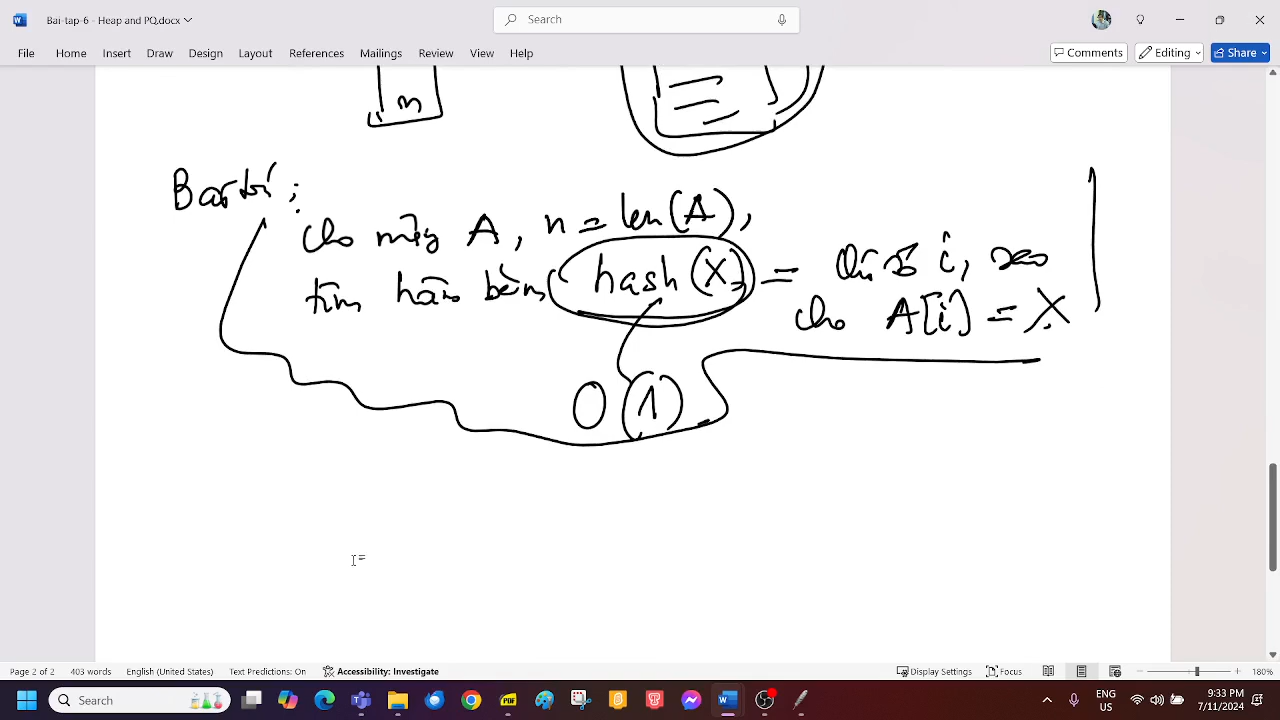 Bai-tap-6 - Heap and PQ.docx
Search
File Home Insert Draw Design Layout References Mailings Review View Help
Comments Editing Share
n
Bài toán:
cho mảng A, n = len(A),
tìm hàm băm hash(X) = chỉ số i, sao
cho A[i] = X
O(1)
Page 2 of 2 403 words English (United States) Text Predictions: On Accessibility: Investigate Display Settings Focus 180%
Search ENG 9:33 PM
US 7/11/2024